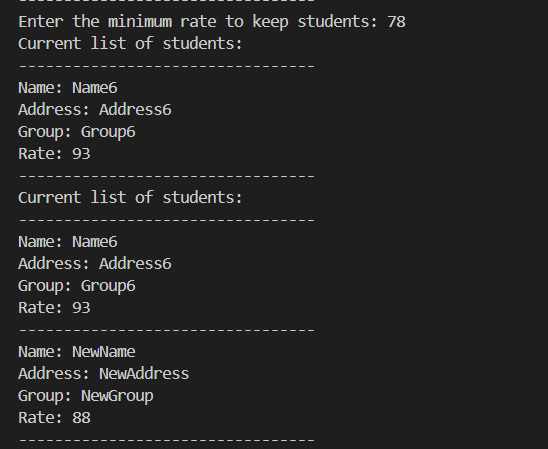 ---------------------------------
Enter the minimum rate to keep students: 78
Current list of students:
---------------------------------
Name: Name6
Address: Address6
Group: Group6
Rate: 93
---------------------------------
Current list of students:
---------------------------------
Name: Name6
Address: Address6
Group: Group6
Rate: 93
---------------------------------
Name: NewName
Address: NewAddress
Group: NewGroup
Rate: 88
---------------------------------